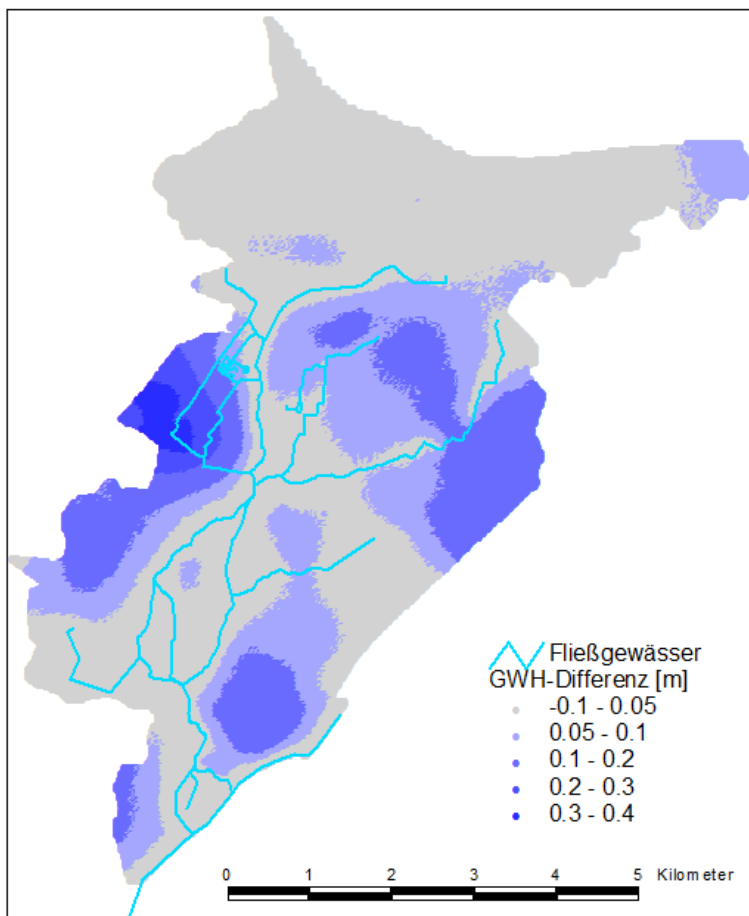 Fließgewässer
GWH-Differenz [m]
-0.1 - 0.05
0.05 - 0.1
0.1 - 0.2
0.2 - 0.3
0.3 - 0.4
0 1 2 3 4 5 Kilometer